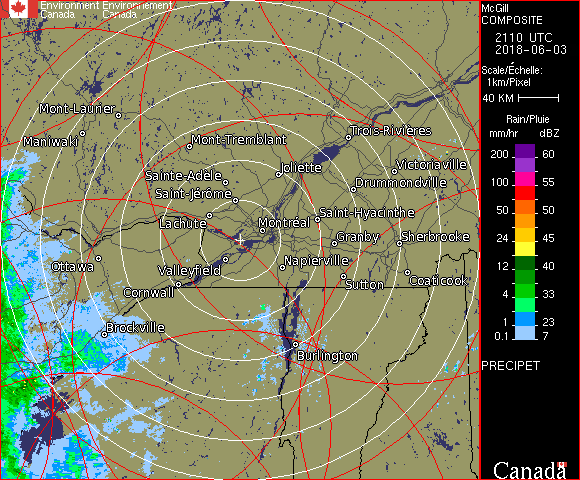 Environment Environnement
Canada Canada
Mont-Laurier
Maniwaki
Mont-Tremblant
Trois-Rivières
Sainte-Adèle
Joliette
Victoriaville
Saint-Jérôme
Drummondville
Lachute
Montréal
Saint-Hyacinthe
Granby
Sherbrooke
Ottawa
Valleyfield
Napierville
Cornwall
Sutton
Coaticook
Brockville
Burlington
McGill
COMPOSITE
2110 UTC
2018-06-03
Scale/Échelle:
1km/Pixel
40 KM
Rain/Pluie
mm/hr dBZ
200 60
100 55
50 50
24 45
12 40
4 33
1 23
0.1 7
PRECIPET
Canada